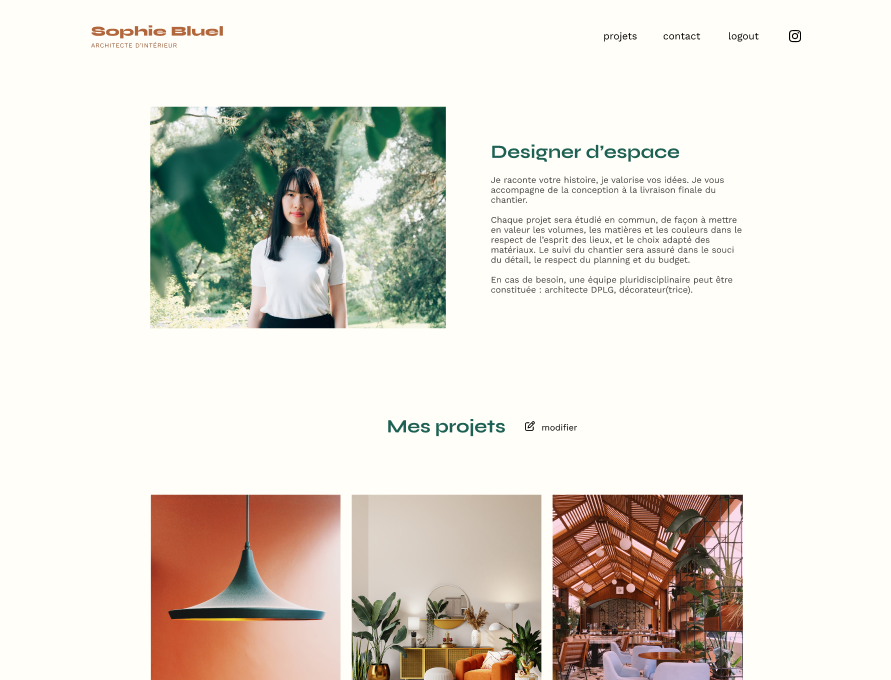 Sophie Bluel
ARCHITECTE D'INTÉRIEUR
projets contact logout
Designer d'espace
Je raconte votre histoire, je valorise vos idées. Je vous
accompagne de la conception à la livraison finale du
chantier.
Chaque projet sera étudié en commun, de façon à mettre
en valeur les volumes, les matières et les couleurs dans le
respect de l'esprit des lieux, et le choix adapté des
matériaux. Le suivi du chantier sera assuré dans le souci
du détail, le respect du planning et du budget.
En cas de besoin, une équipe pluridisciplinaire peut être
constituée : architecte DPLG, décorateur(trice).
Mes projets
modifier